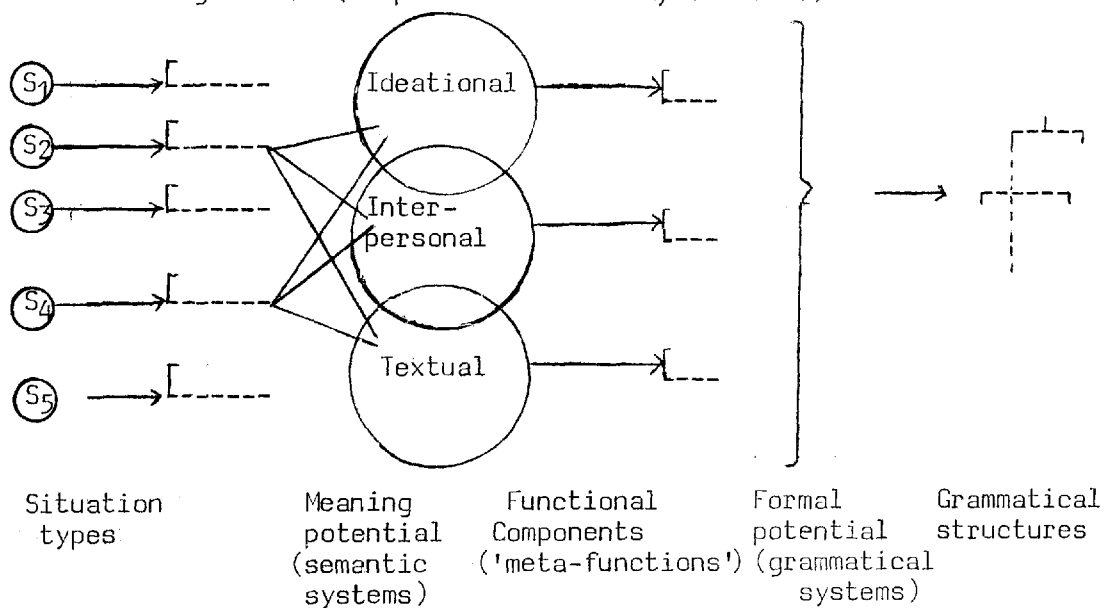 S1
S2
S3
S4
S5
Ideational
Inter-
personal
Textual
Situation
types
Meaning
potential
(semantic
systems)
Functional
Components
('meta-functions')
Formal
potential
(grammatical
systems)
Grammatical
structures